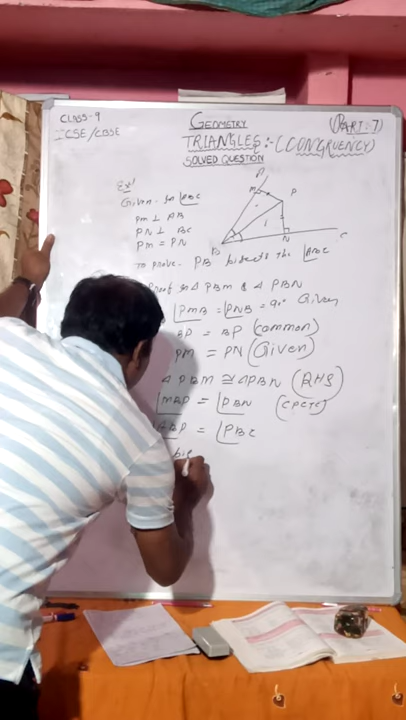 CLASS-9
ICSE/CBSE
GEOMETRY
TRIANGLES:-(CONGRUENCY)
SOLVED QUESTION
(PART:7)
Ex:
Given. In ∠ABC
PM ⊥ AB
PN ⊥ BC
PM = PN
To prove- PB bisects the ∠ABC
M
P
B
N
C
Proof In Δ PBM & Δ PBN
∠PMB = ∠PNB = 90° Given
BP = BP (common)
PM = PN (Given)
Δ PBM ≅ Δ PBN (RHS)
∠MBP = ∠PBN (CPCTC)
∠ABP = ∠PBC
bis